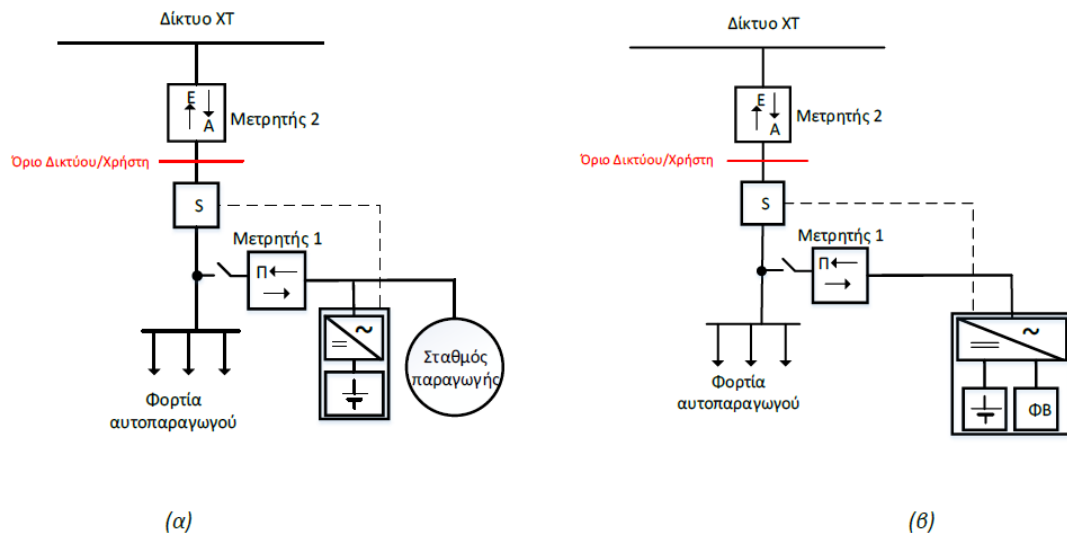 Δίκτυο ΧΤ
Ε
Α
Μετρητής 2
Όριο Δικτύου/Χρήστη
S
Μετρητής 1
Π
Σταθμός
παραγωγής
Φορτία
αυτοπαραγωγού
(α)
Δίκτυο ΧΤ
Ε
Α
Μετρητής 2
Όριο Δικτύου/Χρήστη
S
Μετρητής 1
Π
ΦΒ
Φορτία
αυτοπαραγωγού
(β)